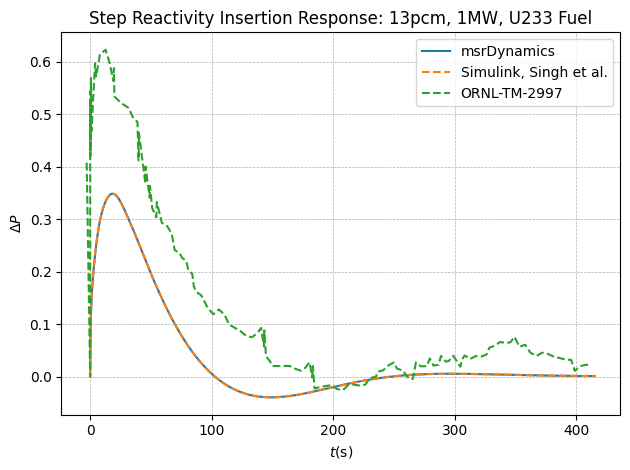 Step Reactivity Insertion Response: 13pcm, 1MW, U233 Fuel
msrDynamics
Simulink, Singh et al.
ORNL-TM-2997
0.6
0.5
0.4
0.3
0.2
0.1
0.0
ΔP
0 100 200 300 400
t(s)